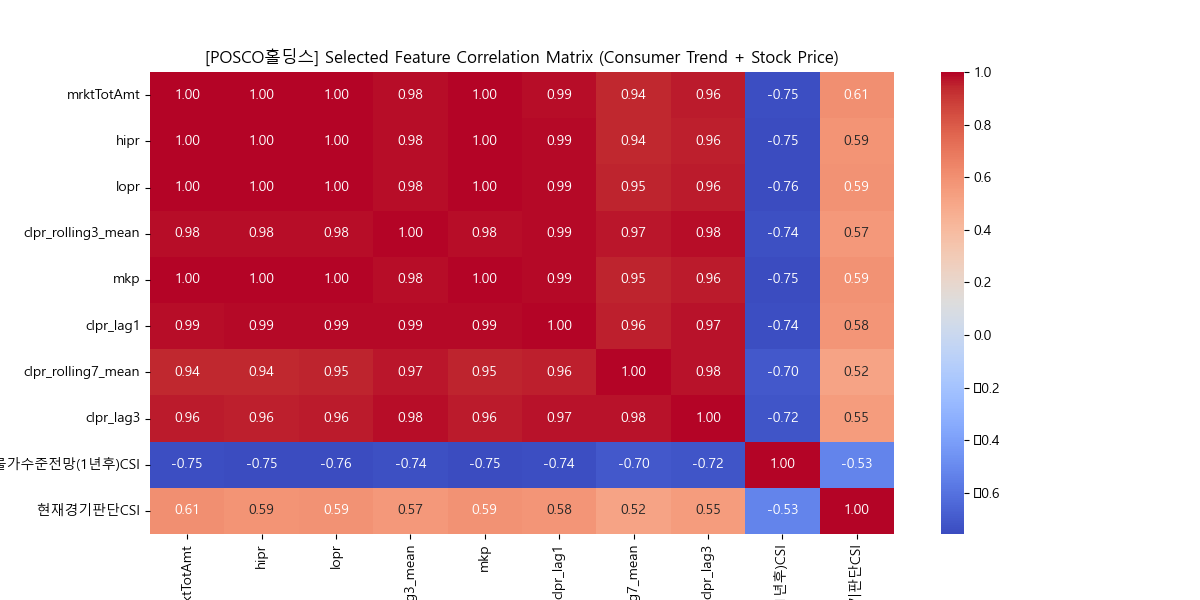 [POSCO홀딩스] Selected Feature Correlation Matrix (Consumer Trend + Stock Price)
mrktTotAmt 1.00 1.00 1.00 0.98 1.00 0.99 0.94 0.96 -0.75 0.61
hipr 1.00 1.00 1.00 0.98 1.00 0.99 0.94 0.96 -0.75 0.59
lopr 1.00 1.00 1.00 0.98 1.00 0.99 0.95 0.96 -0.76 0.59
clpr_rolling3_mean 0.98 0.98 0.98 1.00 0.98 0.99 0.97 0.98 -0.74 0.57
mkp 1.00 1.00 1.00 0.98 1.00 0.99 0.95 0.96 -0.75 0.59
clpr_lag1 0.99 0.99 0.99 0.99 0.99 1.00 0.96 0.97 -0.74 0.58
clpr_rolling7_mean 0.94 0.94 0.95 0.97 0.95 0.96 1.00 0.98 -0.70 0.52
clpr_lag3 0.96 0.96 0.96 0.98 0.96 0.97 0.98 1.00 -0.72 0.55
물가수준전망(1년후)CSI -0.75 -0.75 -0.76 -0.74 -0.75 -0.74 -0.70 -0.72 1.00 -0.53
현재경기판단CSI 0.61 0.59 0.59 0.57 0.59 0.58 0.52 0.55 -0.53 1.00
ktTotAmt
hipr
lopr
g3_mean
mkp
clpr_lag1
g7_mean
clpr_lag3
년후)CSI
기판단CSI
1.0
0.8
0.6
0.4
0.2
0.0
□0.2
□0.4
□0.6